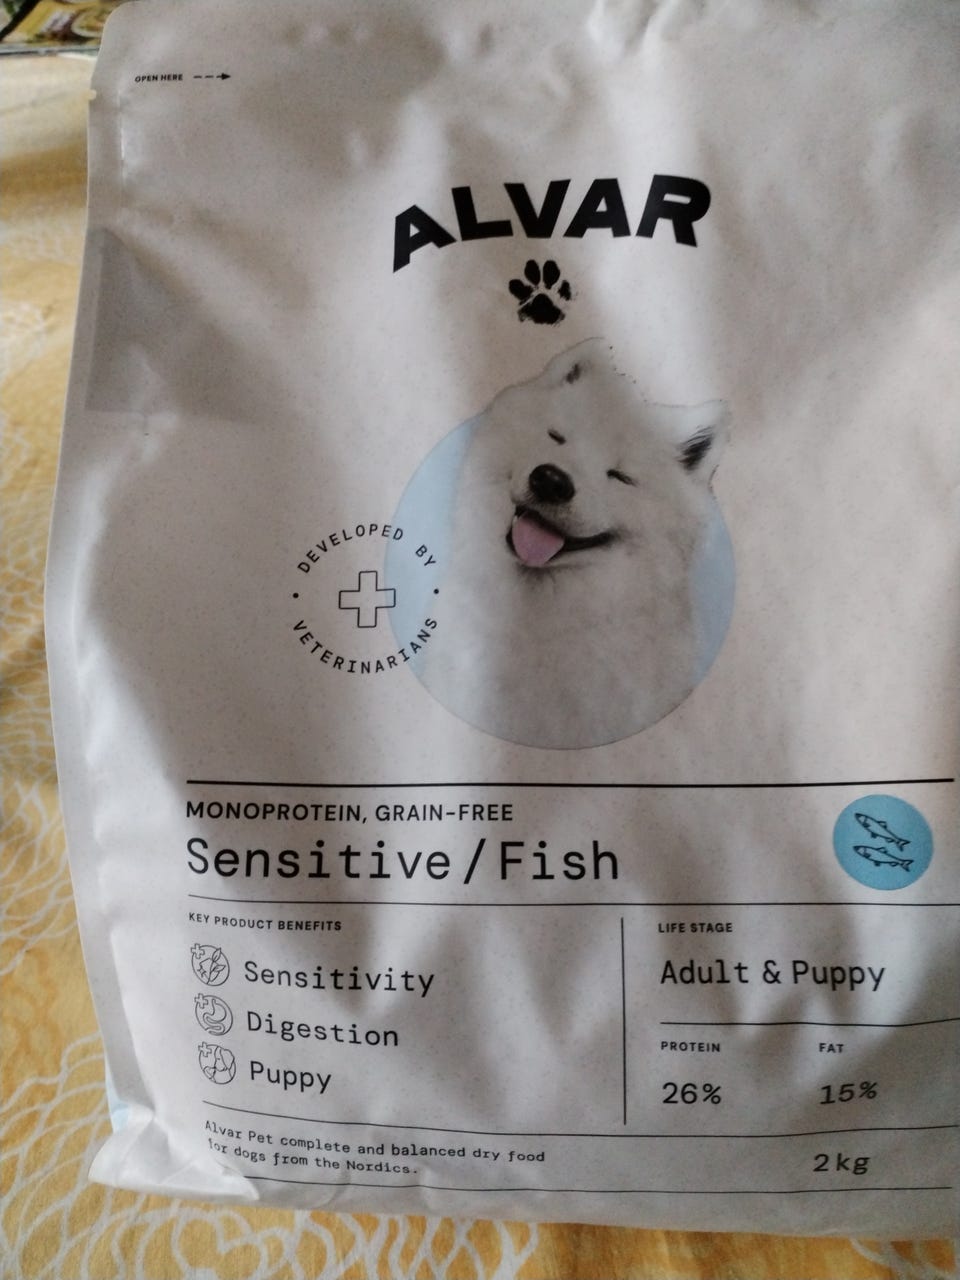 OPEN HERE
ALVAR
DEVELOPED BY
VETERINARIANS
MONOPROTEIN, GRAIN-FREE
Sensitive/Fish
KEY PRODUCT BENEFITS
Sensitivity
Digestion
Puppy
LIFE STAGE
Adult & Puppy
PROTEIN
FAT
26%
15%
Alvar Pet complete and balanced dry food
for dogs from the Nordics.
2kg